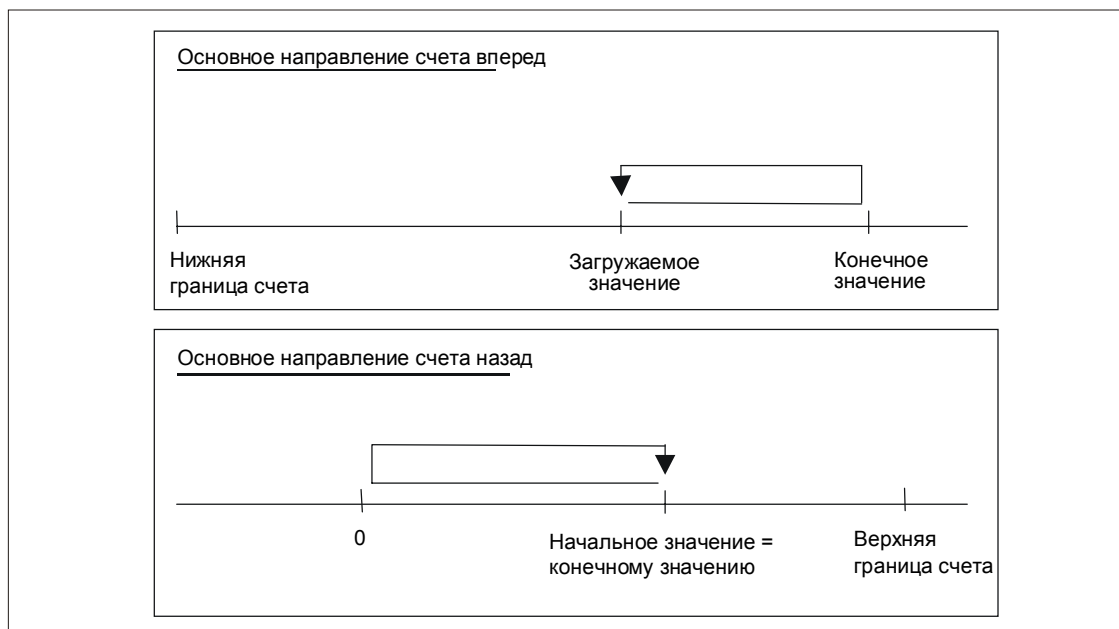 Основное направление счета вперед
Нижняя
граница счета
Загружаемое
значение
Конечное
значение
Основное направление счета назад
0
Начальное значение =
конечному значению
Верхняя
граница счета